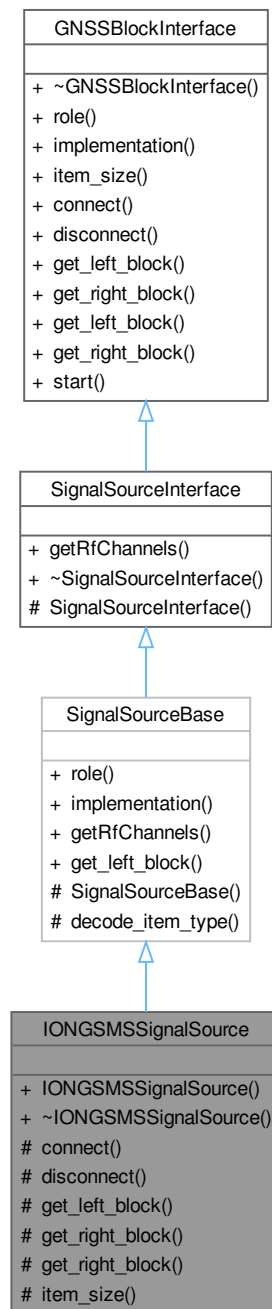 GNSSBlockInterface
+ ~GNSSBlockInterface()
+ role()
+ implementation()
+ item_size()
+ connect()
+ disconnect()
+ get_left_block()
+ get_right_block()
+ get_left_block()
+ get_right_block()
+ start()
SignalSourceInterface
+ getRfChannels()
+ ~SignalSourceInterface()
# SignalSourceInterface()
SignalSourceBase
+ role()
+ implementation()
+ getRfChannels()
+ get_left_block()
# SignalSourceBase()
# decode_item_type()
IONGSMSSignalSource
+ IONGSMSSignalSource()
+ ~IONGSMSSignalSource()
# connect()
# disconnect()
# get_left_block()
# get_right_block()
# get_right_block()
# item_size()